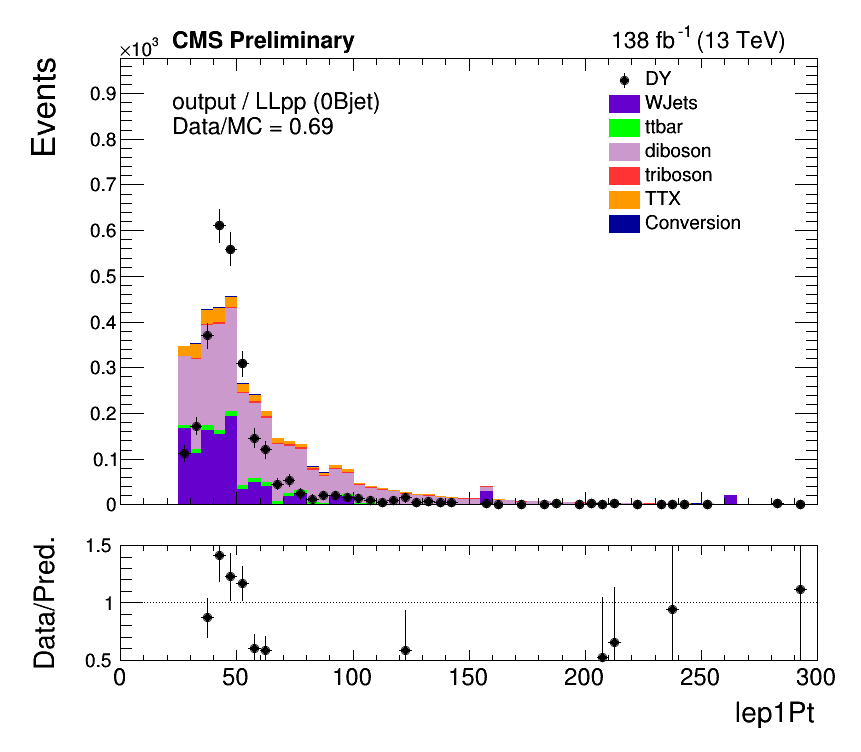 ×10³ CMS Preliminary 138 fb⁻¹ (13 TeV)
Events
output / LLpp (0Bjet)
Data/MC = 0.69
DY
WJets
ttbar
diboson
triboson
TTX
Conversion
0.9
0.8
0.7
0.6
0.5
0.4
0.3
0.2
0.1
0
Data/Pred.
1.5
1
0.5
0 50 100 150 200 250 300
lep1Pt